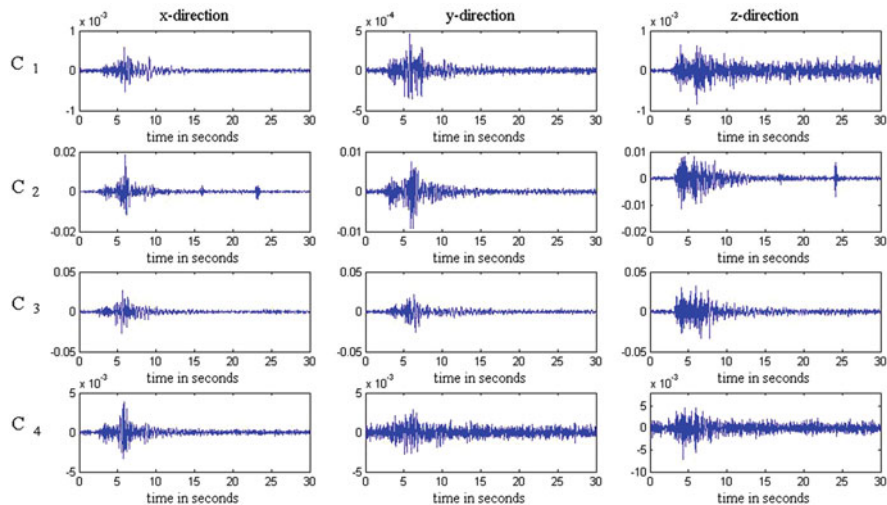 x-direction y-direction z-direction
x 10⁻³ x 10⁻⁴ x 10⁻³
C 1
1 0 -1
0 5 10 15 20 25 30
time in seconds
5 0 -5
0 5 10 15 20 25 30
time in seconds
1 0 -1
0 5 10 15 20 25 30
time in seconds
C 2
0.02 0 -0.02
0 5 10 15 20 25 30
time in seconds
0.01 0 -0.01
0 5 10 15 20 25 30
time in seconds
0.01 0 -0.01 -0.02
0 5 10 15 20 25 30
time in seconds
C 3
0.05 0 -0.05
0 5 10 15 20 25 30
time in seconds
0.05 0 -0.05
0 5 10 15 20 25 30
time in seconds
0.05 0 -0.05
0 5 10 15 20 25 30
time in seconds
x 10⁻³ x 10⁻³ x 10⁻³
C 4
5 0 -5
0 5 10 15 20 25 30
time in seconds
5 0 -5
0 5 10 15 20 25 30
time in seconds
5 0 -5 -10
0 5 10 15 20 25 30
time in seconds